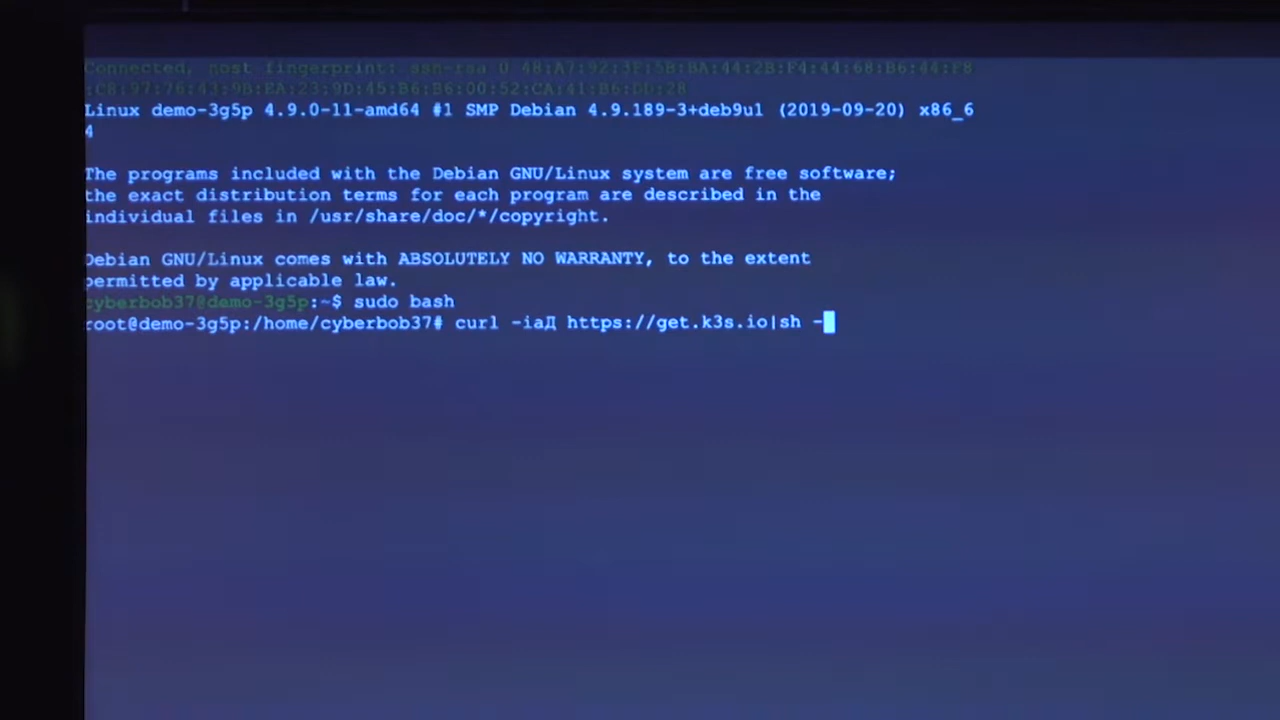 Connected, host fingerprint: ssh-rsa 0 48:A7:92:3F:5B:BA:44:2B:F4:44:68:B6:44:F8
:C8:97:76:43:9B:EA:23:9D:45:B6:B6:00:52:CA:41:B6:DD:28
Linux demo-3g5p 4.9.0-11-amd64 #1 SMP Debian 4.9.189-3+deb9u1 (2019-09-20) x86_6
4
The programs included with the Debian GNU/Linux system are free software;
the exact distribution terms for each program are described in the
individual files in /usr/share/doc/*/copyright.
Debian GNU/Linux comes with ABSOLUTELY NO WARRANTY, to the extent
permitted by applicable law.
cyberbob37@demo-3g5p:~$ sudo bash
root@demo-3g5p:/home/cyberbob37# curl -iaД https://get.k3s.io|sh -